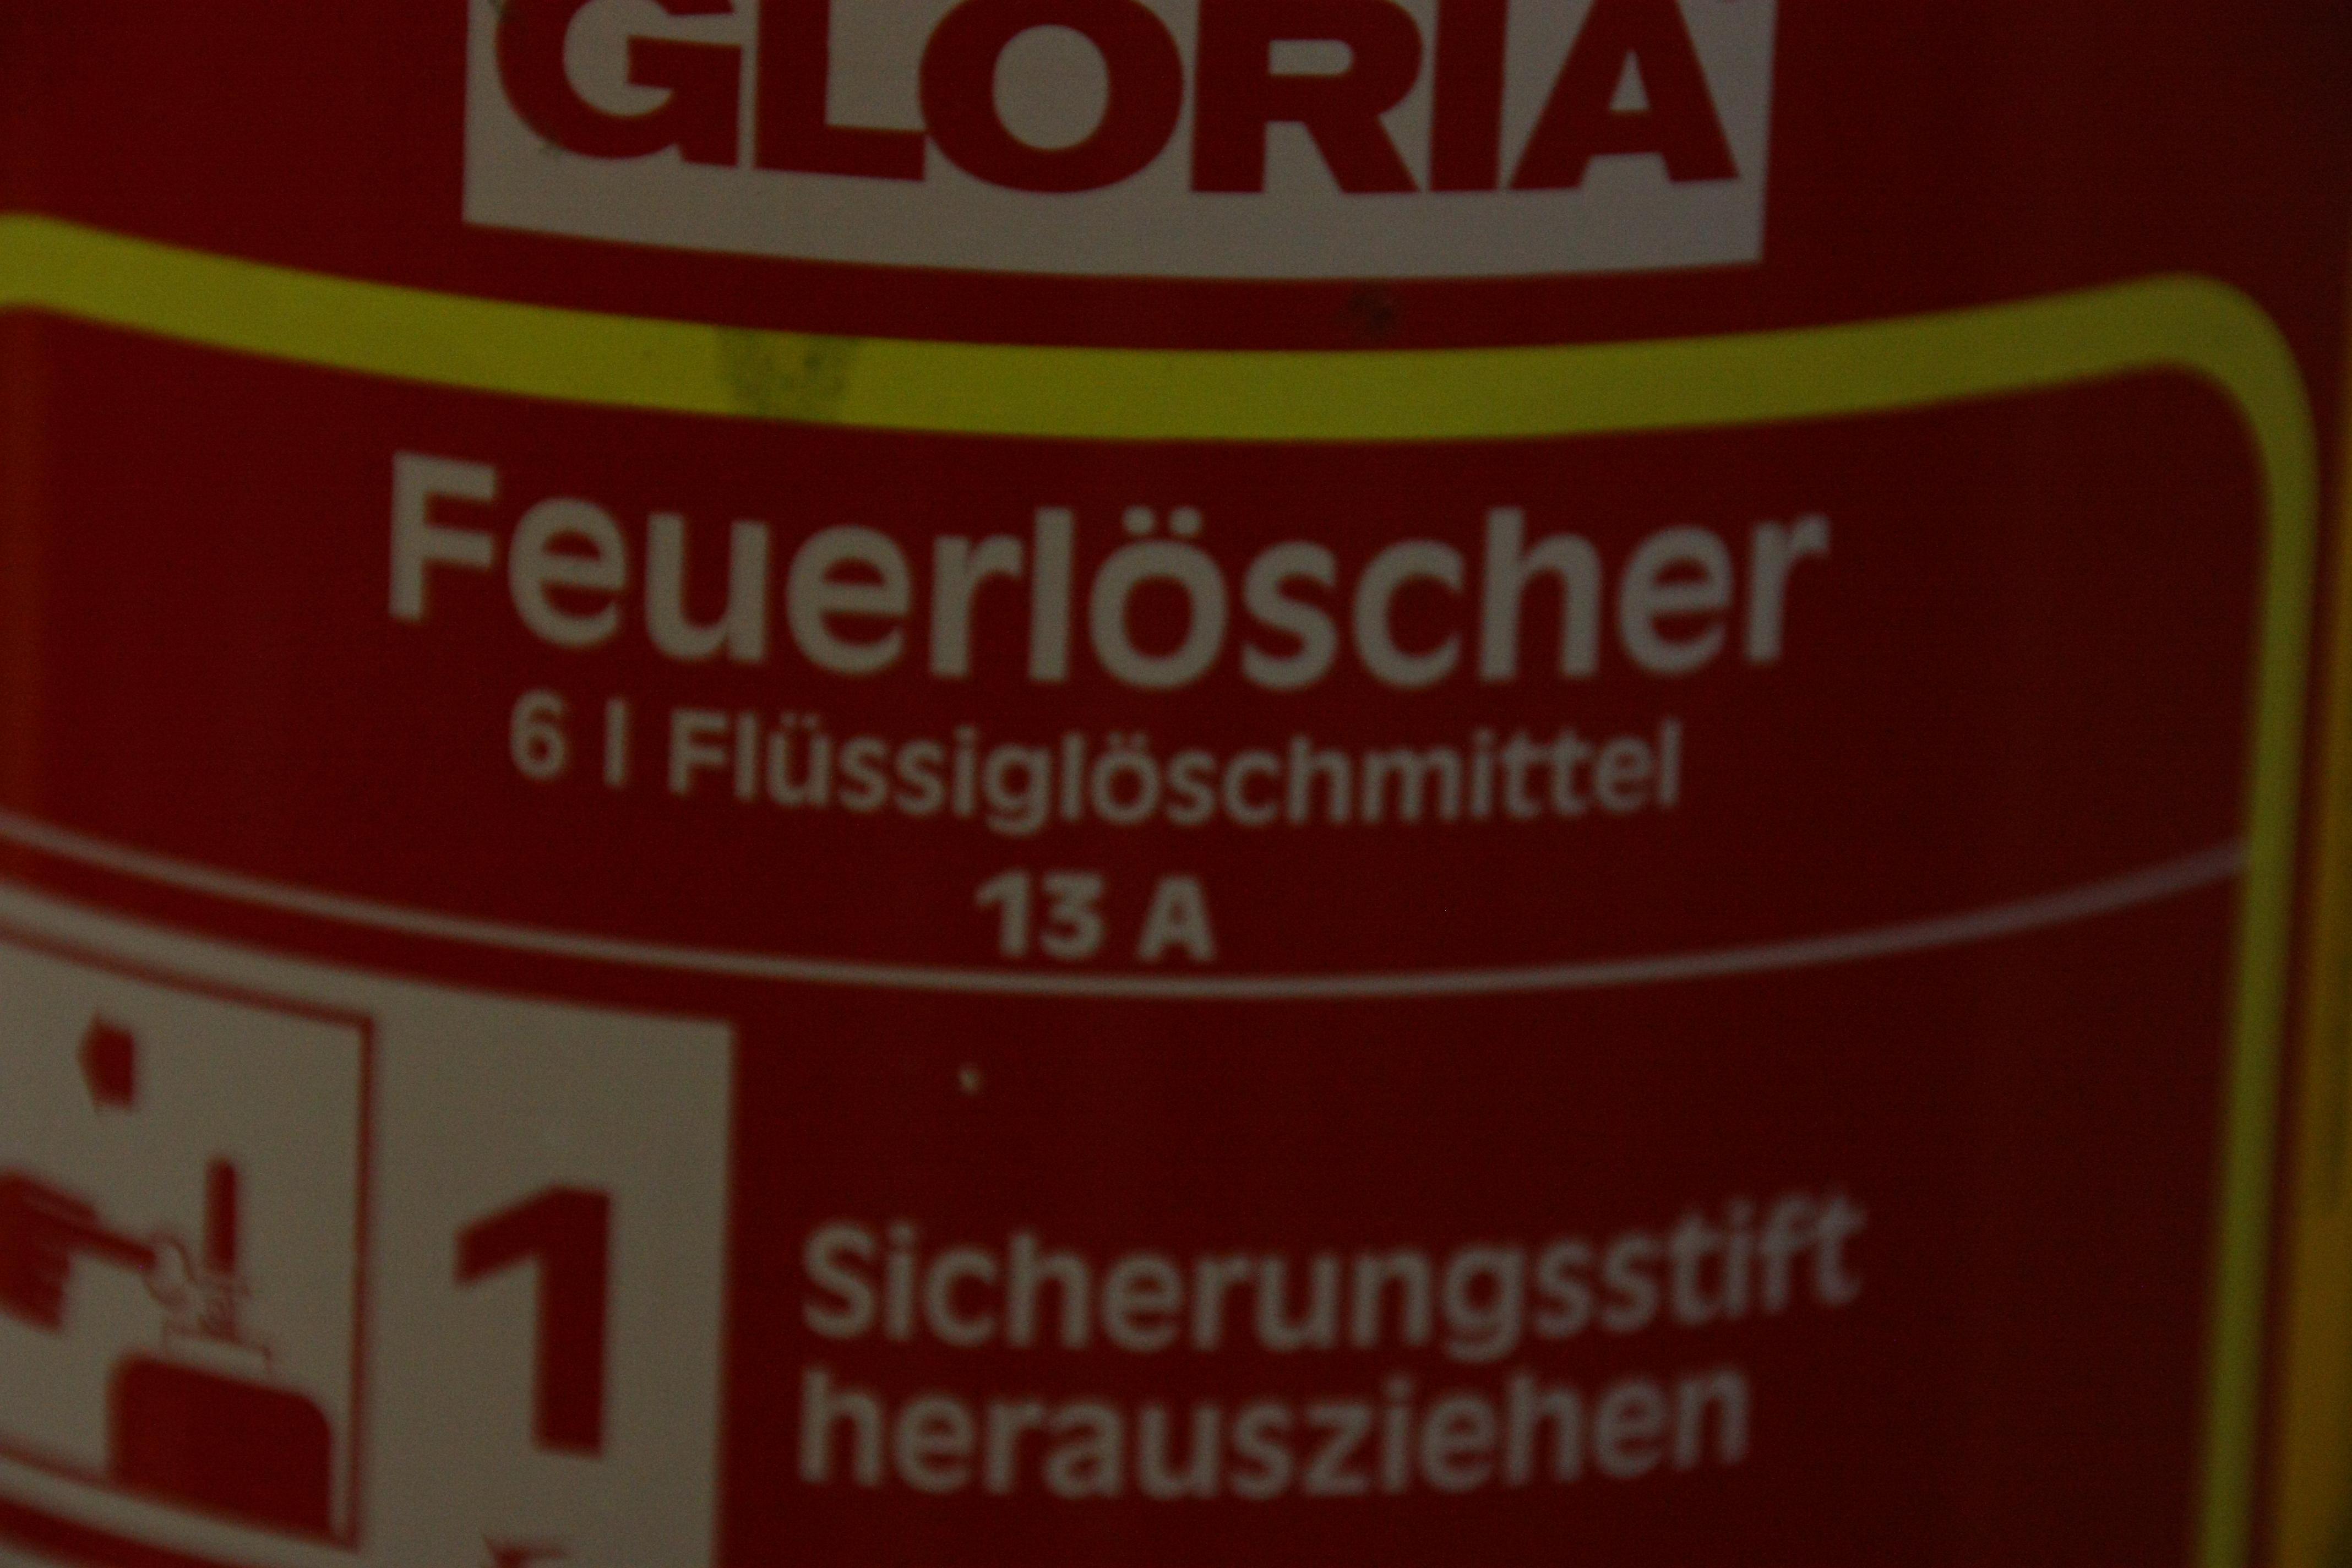 GLORIA
Feuerlöscher
6 l Flüssiglöschmittel
13 A
1
Sicherungsstift
herausziehen